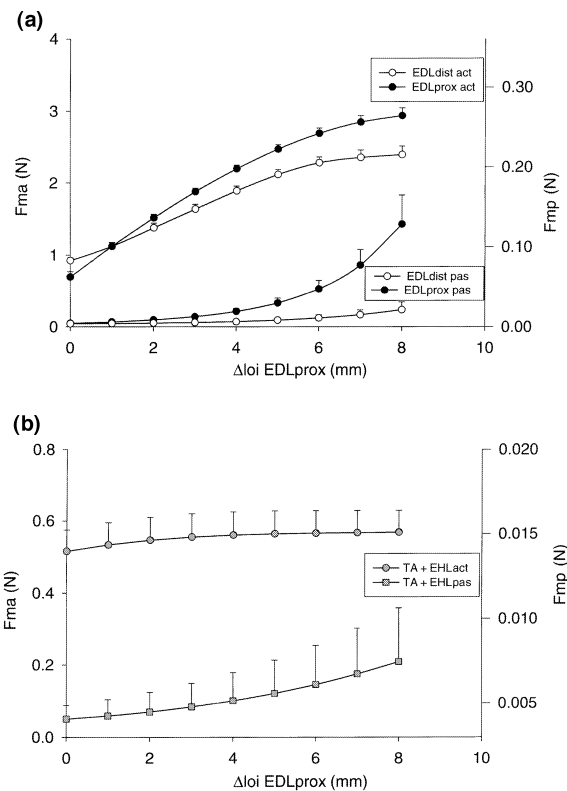 (a)
4
3
2
1
0
Fma (N)
EDLdist act
EDLprox act
0.30
0.20
0.10
0.00
Fmp (N)
EDLdist pas
EDLprox pas
0 2 4 6 8 10
Δloi EDLprox (mm)
(b)
0.8
0.6
0.4
0.2
0.0
Fma (N)
0.020
0.015
0.010
0.005
Fmp (N)
TA + EHLact
TA + EHLpas
0 2 4 6 8 10
Δloi EDLprox (mm)